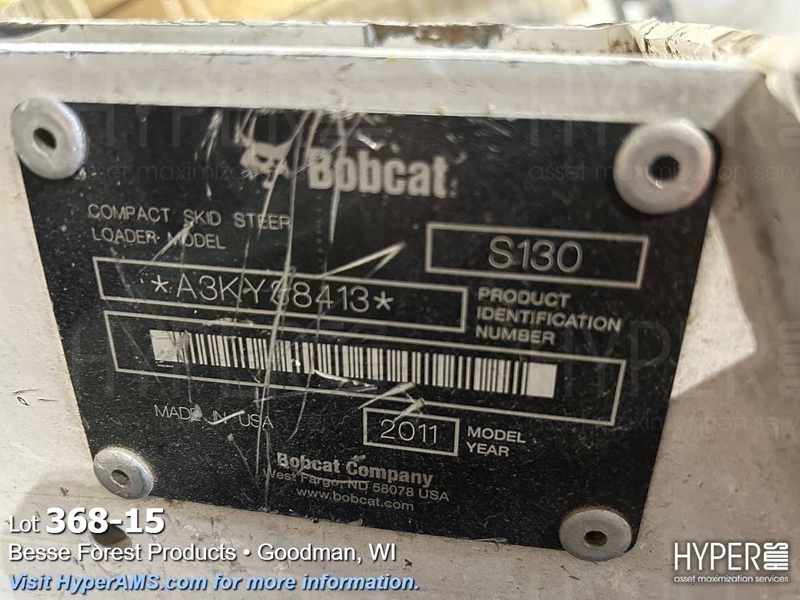 Bobcat
COMPACT SKID STEER
LOADER MODEL
S130
*A3KY38413*
PRODUCT
IDENTIFICATION
NUMBER
MADE IN USA
2011
MODEL
YEAR
Bobcat Company
West Fargo, ND 58078 USA
www.bobcat.com
Lot 368-15
Besse Forest Products • Goodman, WI
Visit HyperAMS.com for more information.
HYPER AMS
asset maximization services